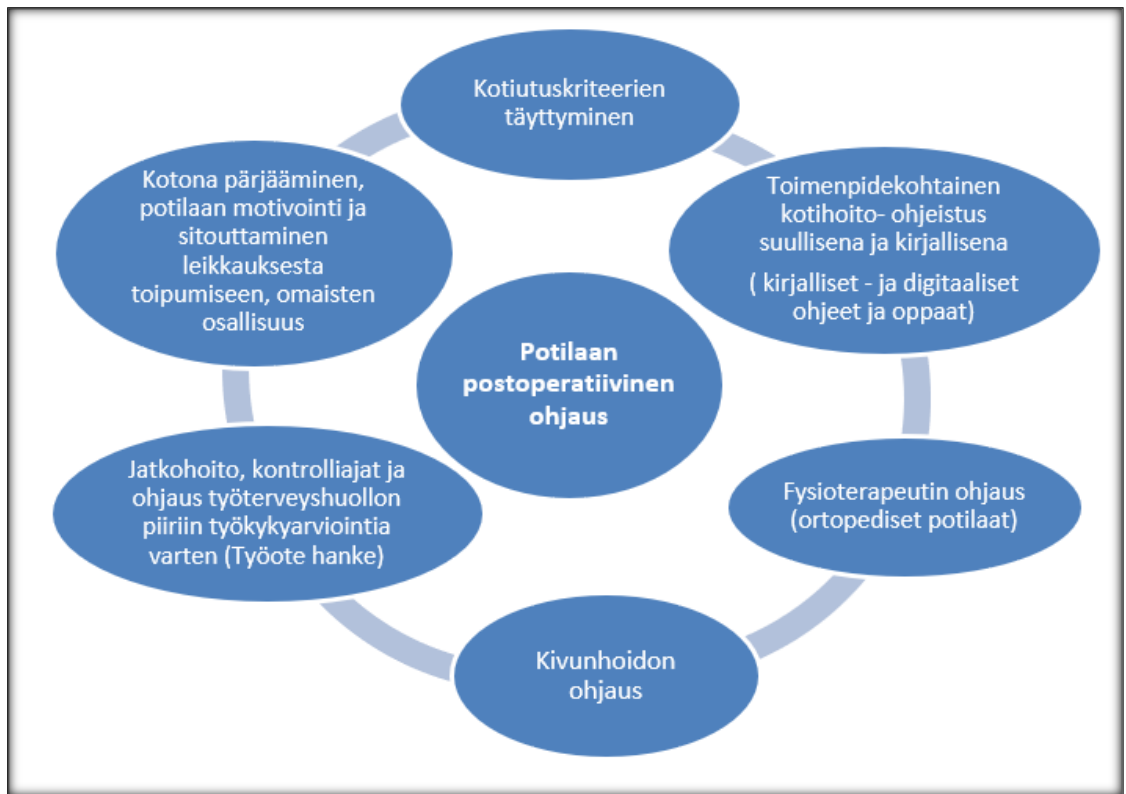 Kotiutuskriteerien
täyttyminen
Toimenpidekohtainen
kotihoito- ohjeistus
suullisena ja kirjallisena
( kirjalliset - ja digitaaliset
ohjeet ja oppaat)
Fysioterapeutin ohjaus
(ortopediset potilaat)
Kivunhoidon
ohjaus
Jatkohoito, kontrolliajat ja
ohjaus työterveyshuollon
piiriin työkykyarviointia
varten (Työote hanke)
Kotona pärjääminen,
potilaan motivointi ja
sitouttaminen
leikkauksesta
toipumiseen, omaisten
osallisuus
Potilaan
postoperatiivinen
ohjaus